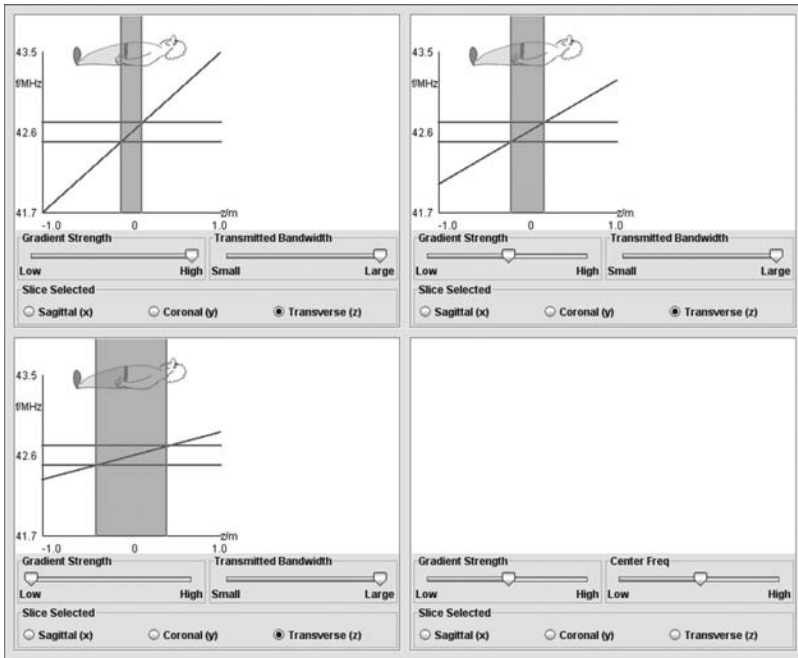 43.5
f/MHz
42.6
41.7
-1.0 0 1.0
z/m
Gradient Strength Transmitted Bandwidth
Low High Small Large
Slice Selected
Sagittal (x) Coronal (y) Transverse (z)
43.5
f/MHz
42.6
41.7
-1.0 0 1.0
z/m
Gradient Strength Transmitted Bandwidth
Low High Small Large
Slice Selected
Sagittal (x) Coronal (y) Transverse (z)
43.5
f/MHz
42.6
41.7
-1.0 0 1.0
z/m
Gradient Strength Transmitted Bandwidth
Low High Small Large
Slice Selected
Sagittal (x) Coronal (y) Transverse (z)
Gradient Strength Center Freq
Low High Low High
Slice Selected
Sagittal (x) Coronal (y) Transverse (z)